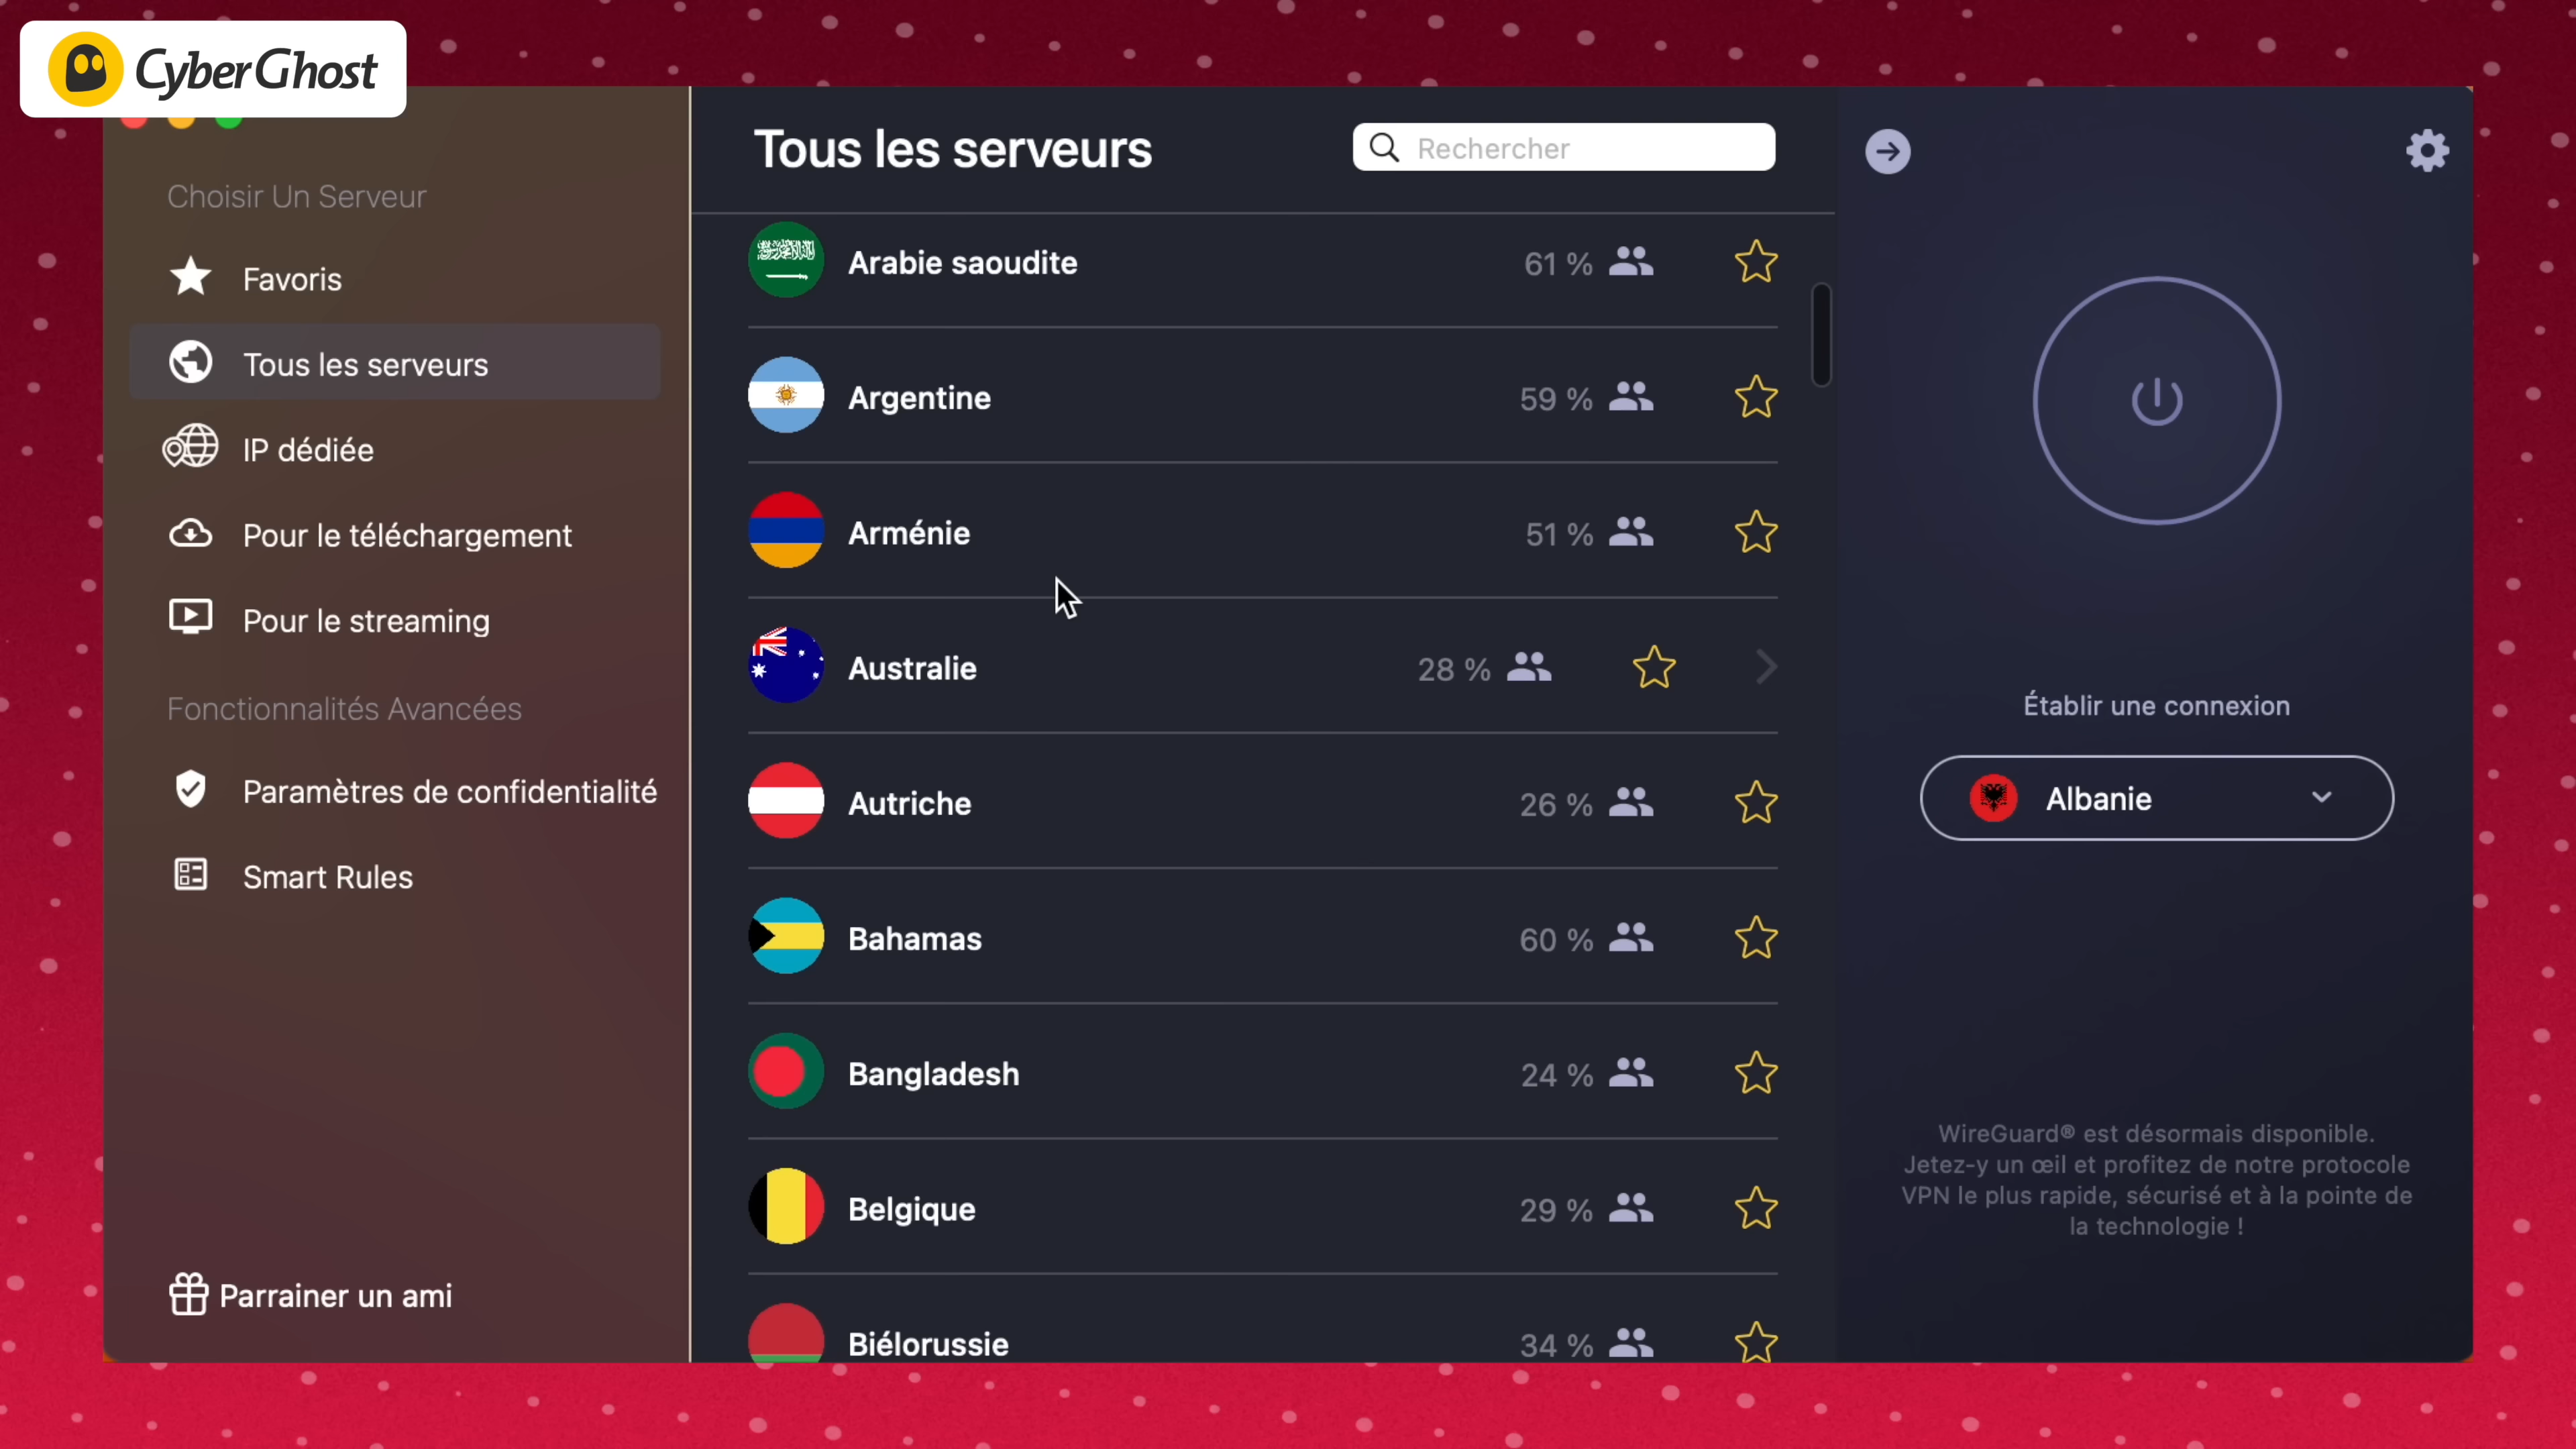 CyberGhost
Choisir Un Serveur
Favoris
Tous les serveurs
IP dédiée
Pour le téléchargement
Pour le streaming
Fonctionnalités Avancées
Paramètres de confidentialité
Smart Rules
Parrainer un ami
Tous les serveurs
Rechercher
Arabie saoudite 61 %
Argentine 59 %
Arménie 51 %
Australie 28 %
Autriche 26 %
Bahamas 60 %
Bangladesh 24 %
Belgique 29 %
Biélorussie 34 %
Établir une connexion
Albanie
WireGuard® est désormais disponible.
Jetez-y un œil et profitez de notre protocole
VPN le plus rapide, sécurisé et à la pointe de
la technologie !